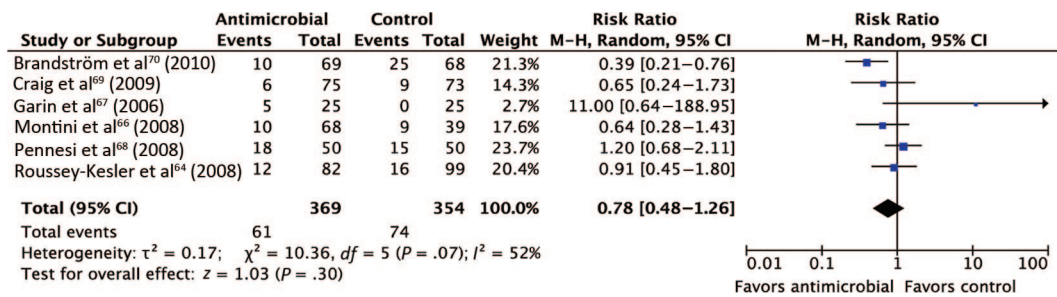 Antimicrobial Control Risk Ratio Risk Ratio
Study or Subgroup Events Total Events Total Weight M–H, Random, 95% CI M–H, Random, 95% CI
Brandström et al⁷⁰ (2010) 10 69 25 68 21.3% 0.39 [0.21–0.76)
Craig et al⁶⁹ (2009) 6 75 9 73 14.3% 0.65 [0.24–1.73)
Garin et al⁶⁷ (2006) 5 25 0 25 2.7% 11.00 [0.64-188.95)
Montini et al⁶⁶ (2008) 10 68 9 39 17.6% 0.64 [0.28–1.43)
Pennesi et al⁶⁸ (2008) 18 50 15 50 23.7% 1.20 [0.68–2.11)
Roussey-Kesler et al⁶⁴ (2008) 12 82 16 99 20.4% 0.91 [0.45–1.80)
Total (95% CI) 369 354 100.0% 0.78 [0.48–1.26)
Total events 61 74
Heterogeneity: τ² = 0.17; χ² = 10.36, df = 5 (P = .07); I² = 52%
Test for overall effect: z = 1.03 (P = .30)
0.01 0.1 1 10 100
Favors antimicrobial Favors control